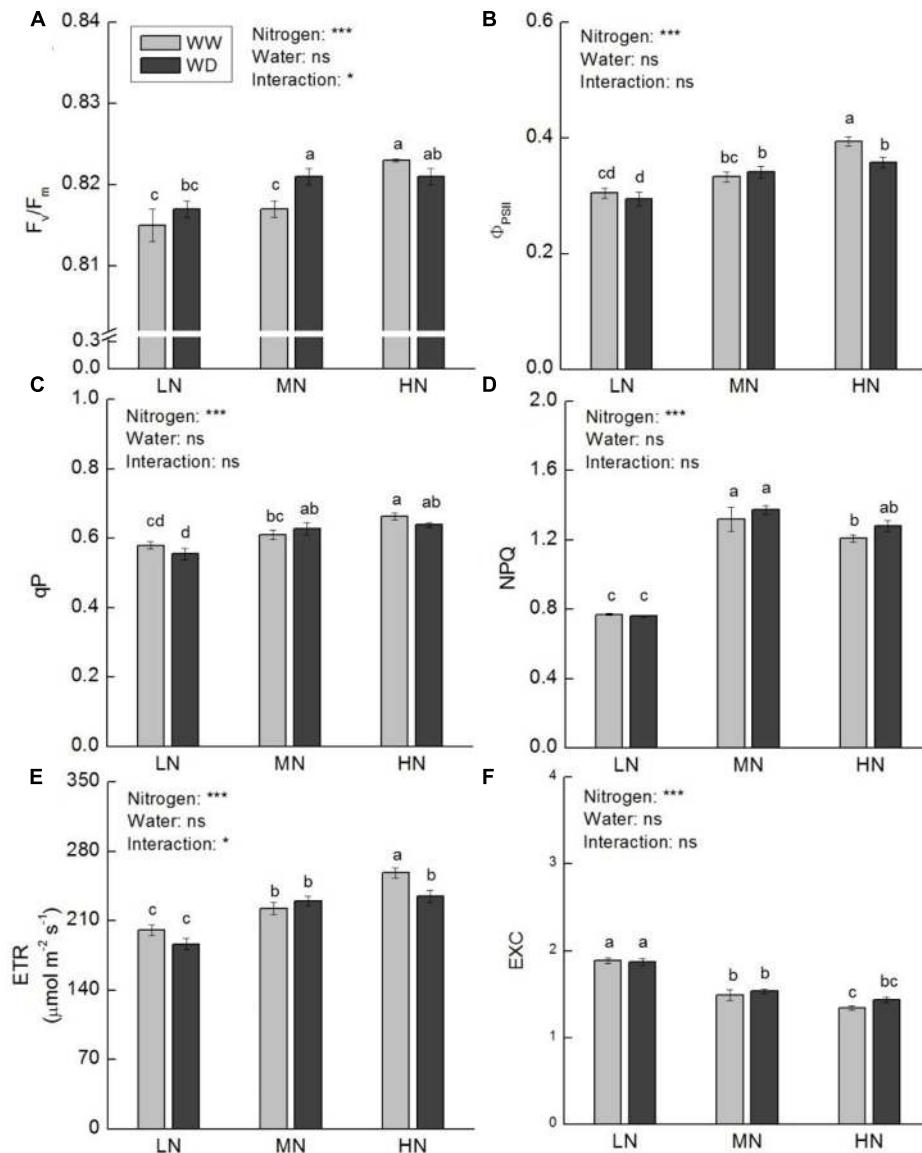 A
0.84
0.83
0.82
0.81
0.3
0.0
Fv/Fm
WW
WD
Nitrogen: ***
Water: ns
Interaction: *
c
bc
c
a
a
ab
LN
MN
HN
B
0.6
0.4
0.2
0.0
ΦPSII
Nitrogen: ***
Water: ns
Interaction: ns
cd
d
bc
b
a
b
LN
MN
HN
C
1.0
0.8
0.6
0.4
0.2
0.0
qP
Nitrogen: ***
Water: ns
Interaction: ns
cd
d
bc
ab
a
ab
LN
MN
HN
D
2.0
1.6
1.2
0.8
0.4
0.0
NPQ
Nitrogen: ***
Water: ns
Interaction: ns
c
c
a
a
b
ab
LN
MN
HN
E
350
280
210
140
70
0
ETR
(μmol m⁻² s⁻¹)
Nitrogen: ***
Water: ns
Interaction: *
c
c
b
b
a
b
LN
MN
HN
F
4
3
2
1
0
EXC
Nitrogen: ***
Water: ns
Interaction: ns
a
a
b
b
c
bc
LN
MN
HN